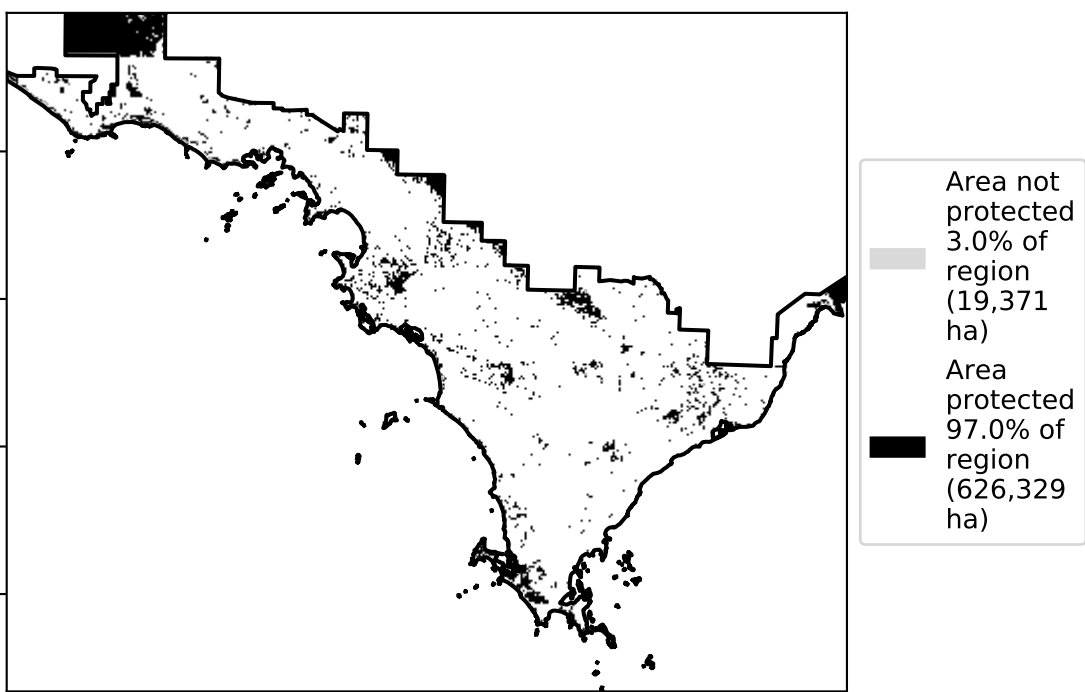 Area not
protected
3.0% of
region
(19,371
ha)
Area
protected
97.0% of
region
(626,329
ha)